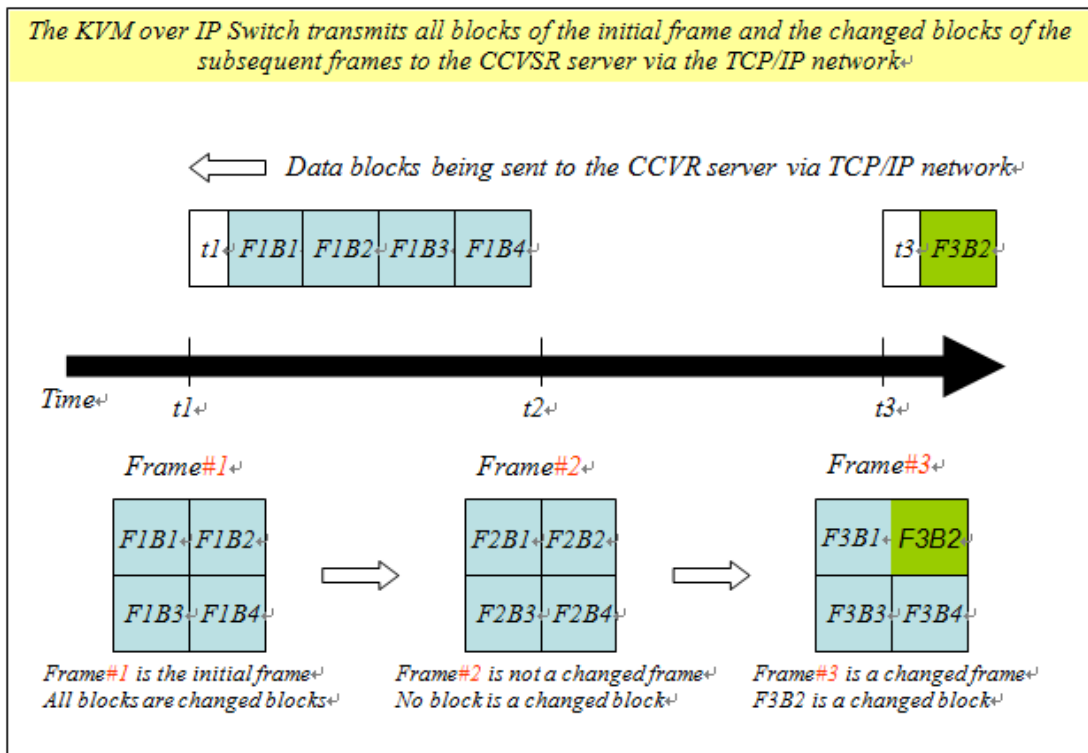 The KVM over IP Switch transmits all blocks of the initial frame and the changed blocks of the
subsequent frames to the CCVSR server via the TCP/IP network↵
Data blocks being sent to the CCVR server via TCP/IP network↵
t1↵ F1B1↵ F1B2↵ F1B3↵ F1B4↵
t3↵ F3B2↵
Time↵
t1↵
t2↵
t3↵
Frame#1↵
Frame#2↵
Frame#3↵
F1B1↵ F1B2↵
F2B1↵ F2B2↵
F3B1↵ F3B2↵
F1B3↵ F1B4↵
F2B3↵ F2B4↵
F3B3↵ F3B4↵
Frame#1 is the initial frame↵
All blocks are changed blocks↵
Frame#2 is not a changed frame↵
No block is a changed block↵
Frame#3 is a changed frame↵
F3B2 is a changed block↵